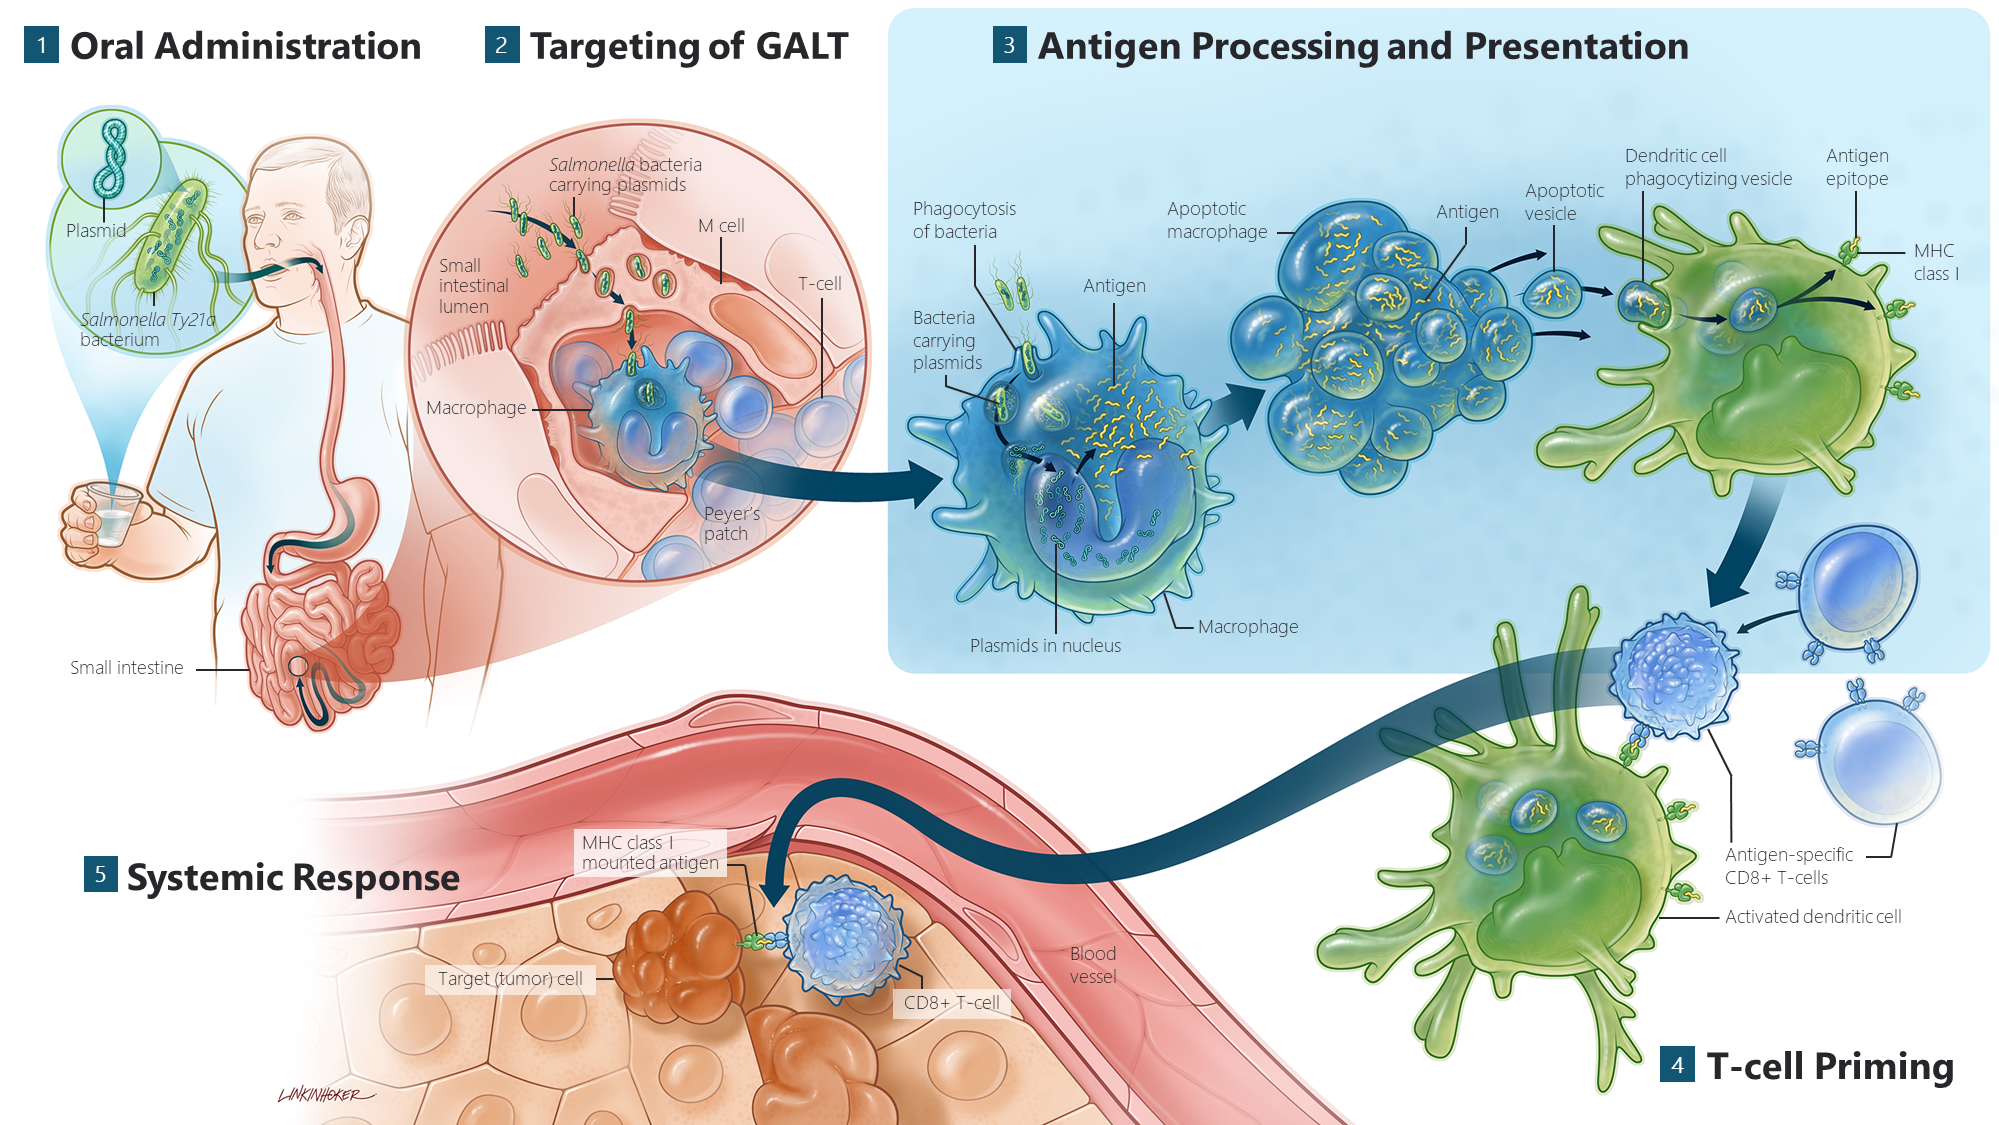 1 Oral Administration
Plasmid
Salmonella Ty21a
bacterium
Small intestine
2 Targeting of GALT
Salmonella bacteria
carrying plasmids
M cell
Small
intestinal
lumen
T-cell
Macrophage
Peyer's
patch
3 Antigen Processing and Presentation
Phagocytosis
of bacteria
Bacteria
carrying
plasmids
Antigen
Plasmids in nucleus
Macrophage
Apoptotic
macrophage
Antigen
Apoptotic
vesicle
Dendritic cell
phagocytizing vesicle
Antigen
epitope
MHC
class I
4 T-cell Priming
Antigen-specific
CD8+ T-cells
Activated dendritic cell
5 Systemic Response
MHC class I
mounted antigen
Target (tumor) cell
CD8+ T-cell
Blood
vessel
LINKINHOKER